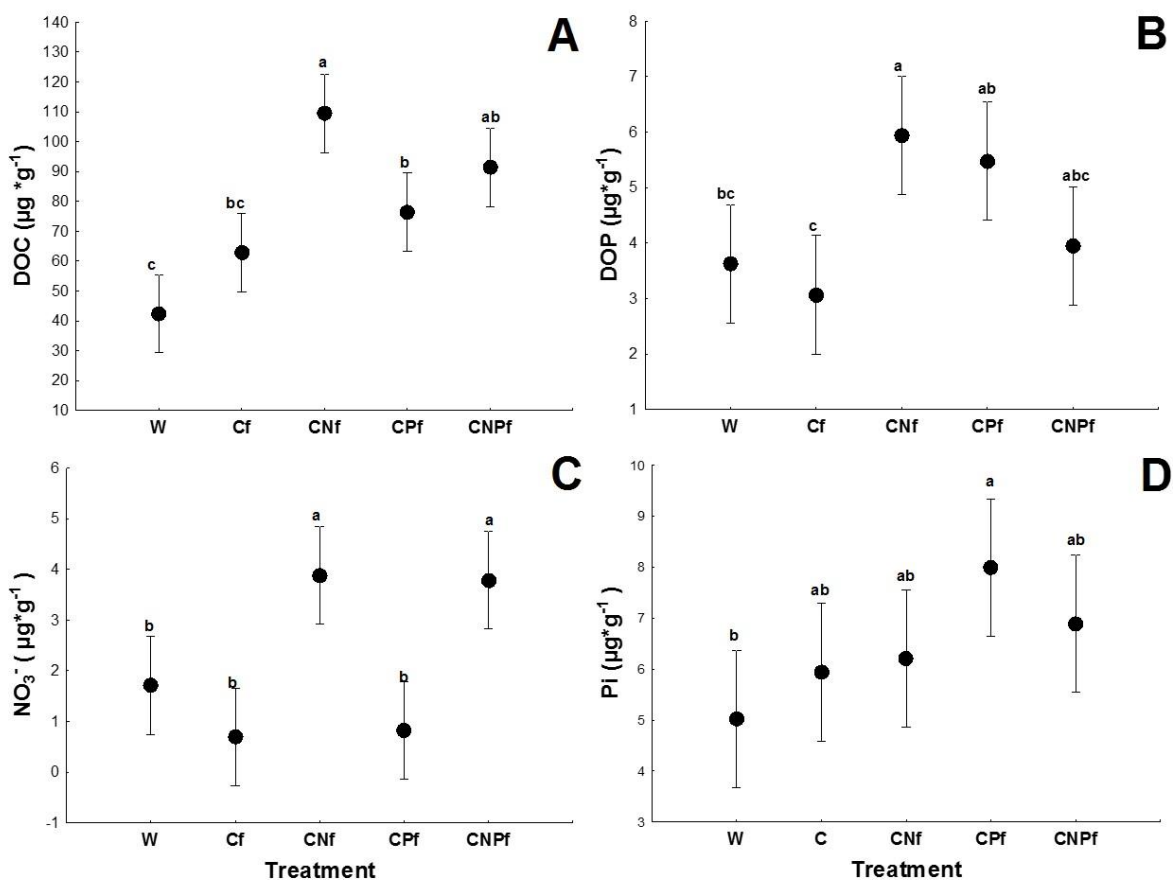 A
DOC (µg *g⁻¹)
140
130
120
110
100
90
80
70
60
50
40
30
20
10
c
bc
a
b
ab
W Cf CNf CPf CNPf
B
DOP (µg*g⁻¹)
8
7
6
5
4
3
2
1
bc
c
a
ab
abc
W Cf CNf CPf CNPf
C
NO₃⁻ ( µg*g⁻¹ )
6
5
4
3
2
1
0
-1
b
b
a
b
a
W Cf CNf CPf CNPf
Treatment
D
Pi (µg*g⁻¹ )
10
9
8
7
6
5
4
3
b
ab
ab
a
ab
W C CNf CPf CNPf
Treatment